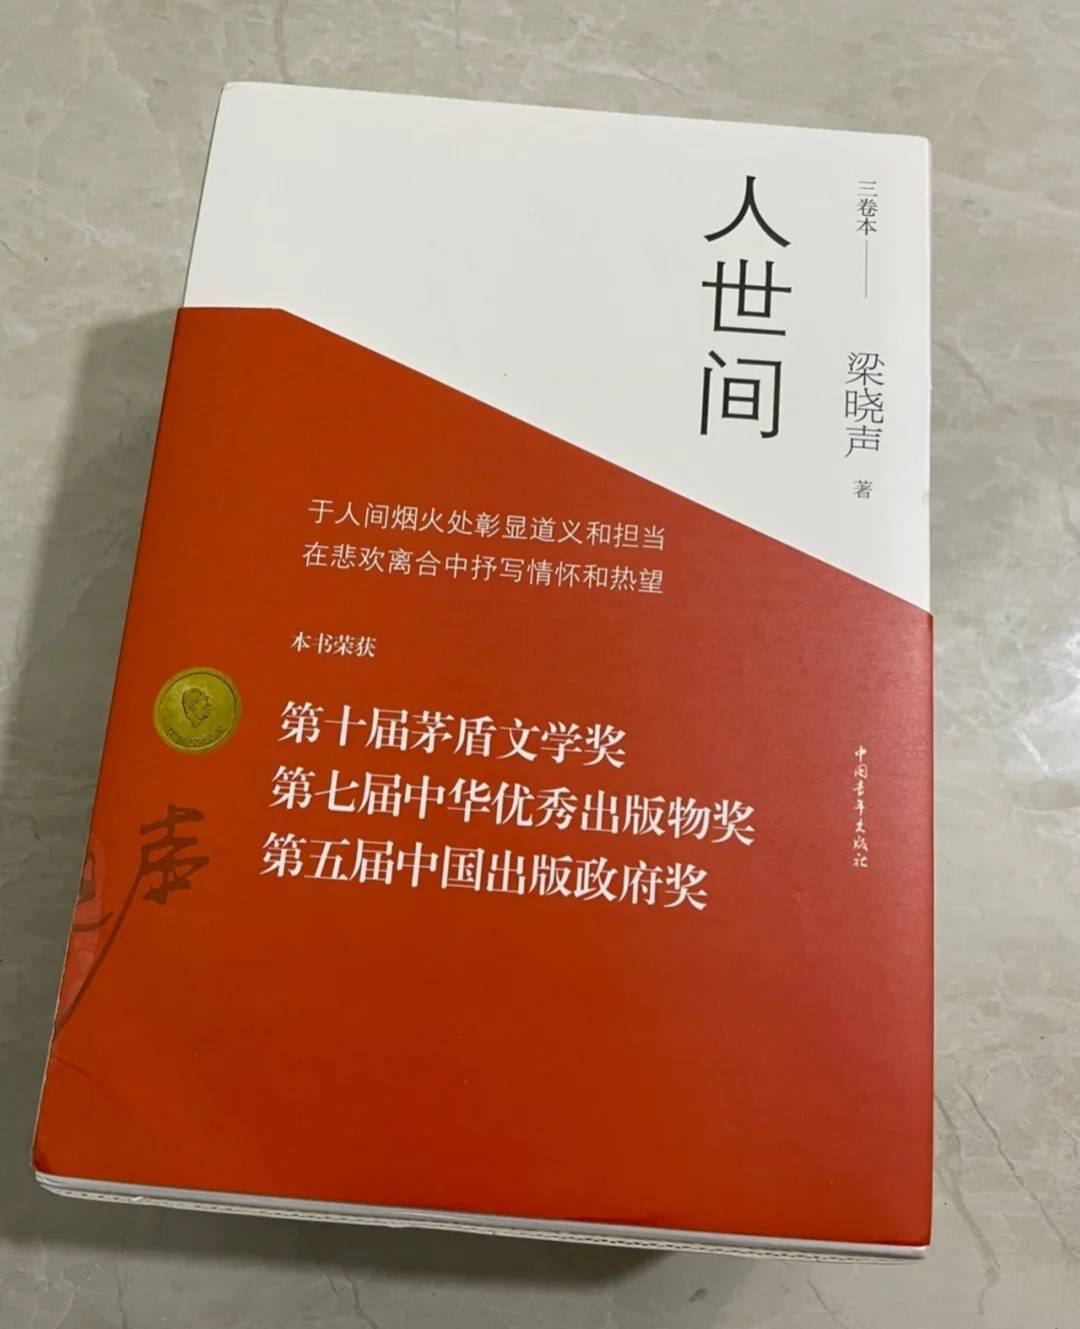 三卷本
人世间
梁晓声 著
于人间烟火处彰显道义和担当
在悲欢离合中抒写情怀和热望
本书荣获
第十届茅盾文学奖
第七届中华优秀出版物奖
第五届中国出版政府奖
中国青年出版社
声